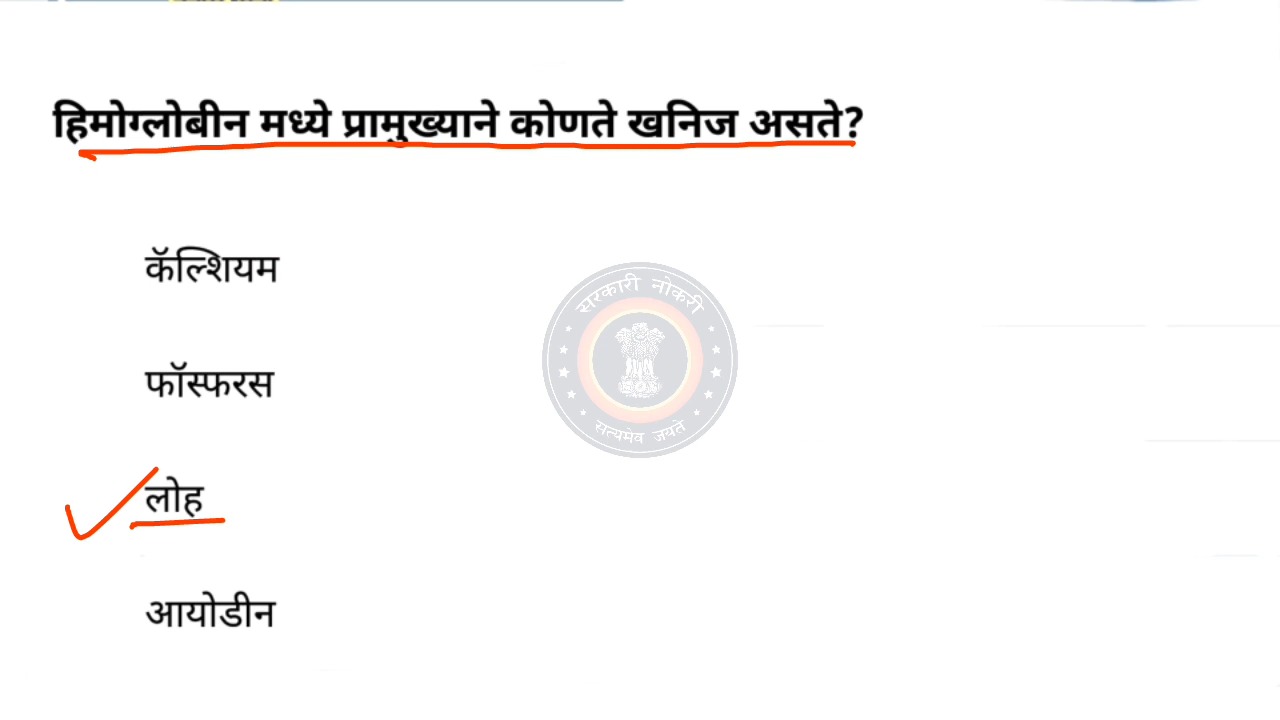 हिमोग्लोबीन मध्ये प्रामुख्याने कोणते खनिज असते?
कॅल्शियम
सरकारी नोकरी
फॉस्फरस
सत्यमेव जयते
लोह
आयोडीन